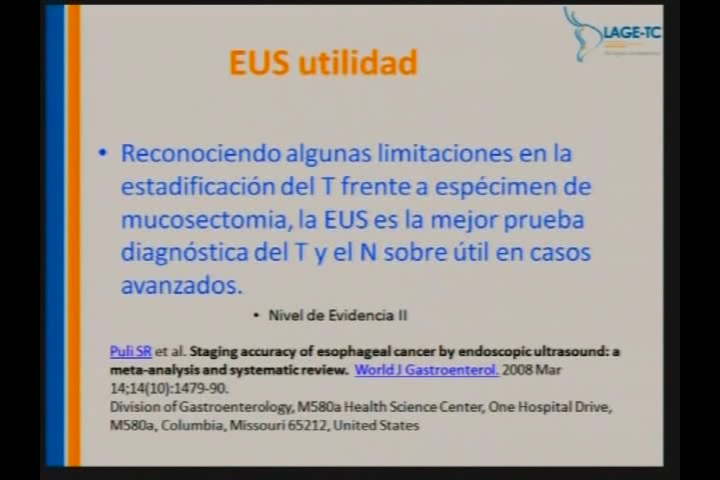 LAGE-TC
EUS utilidad
• Reconociendo algunas limitaciones en la
estadificación del T frente a espécimen de
mucosectomia, la EUS es la mejor prueba
diagnóstica del T y el N sobre útil en casos
avanzados.
• Nivel de Evidencia II
Puli SR et al. Staging accuracy of esophageal cancer by endoscopic ultrasound: a
meta-analysis and systematic review. World J Gastroenterol. 2008 Mar
14;14(10):1479-90.
Division of Gastroenterology, M580a Health Science Center, One Hospital Drive,
M580a, Columbia, Missouri 65212, United States